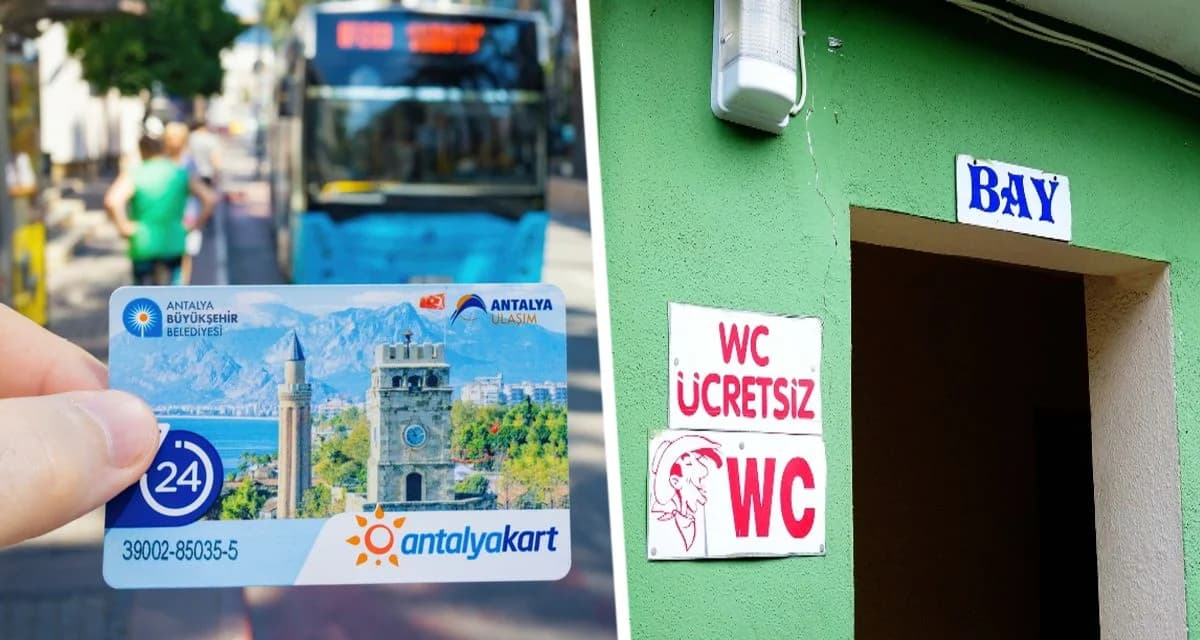 ANTALYA
BÜYÜKŞEHİR
BELEDİYESİ
ANTALYA
ULAŞIM
24
39002-85035-5
antalyakart
BAY
WC
ÜCRETSİZ
WC